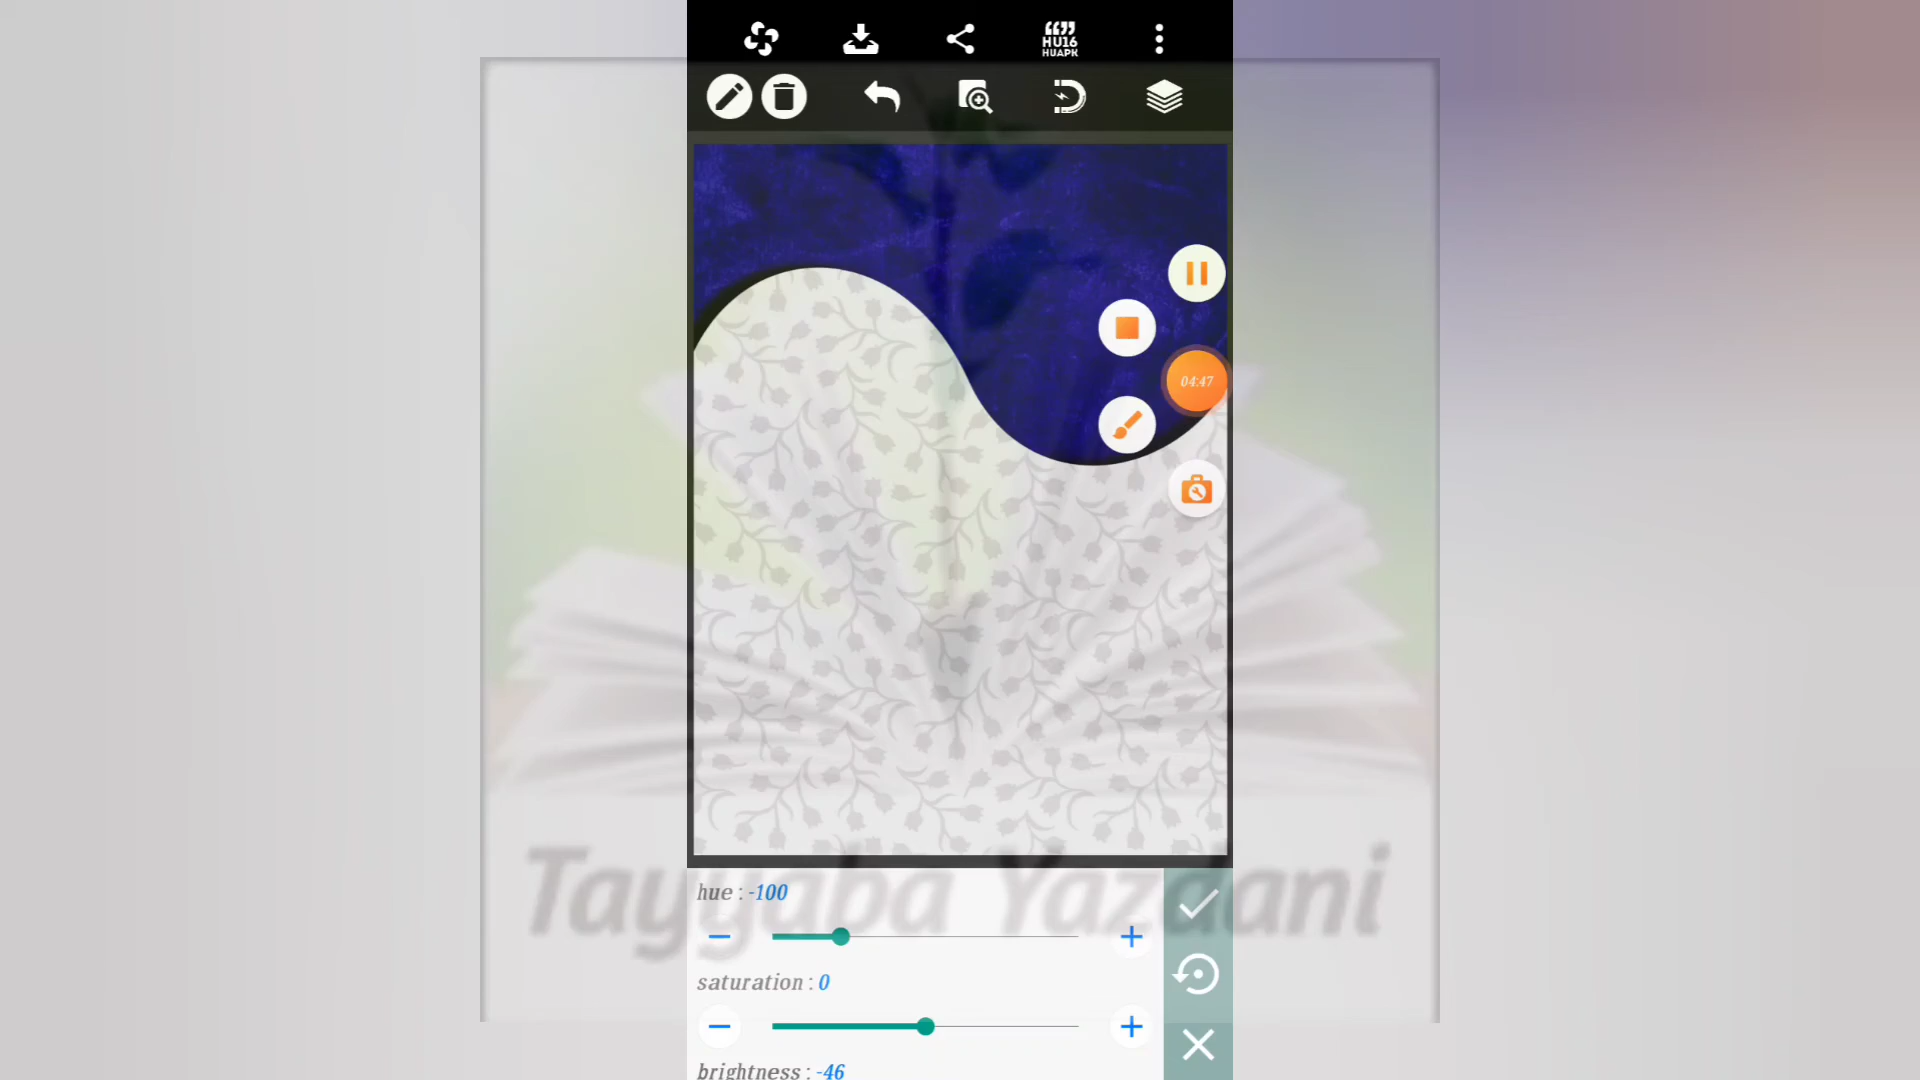 HU16
HUAPK
04:47
Tayyaba Yazdani
hue : -100
saturation : 0
brightness : -46